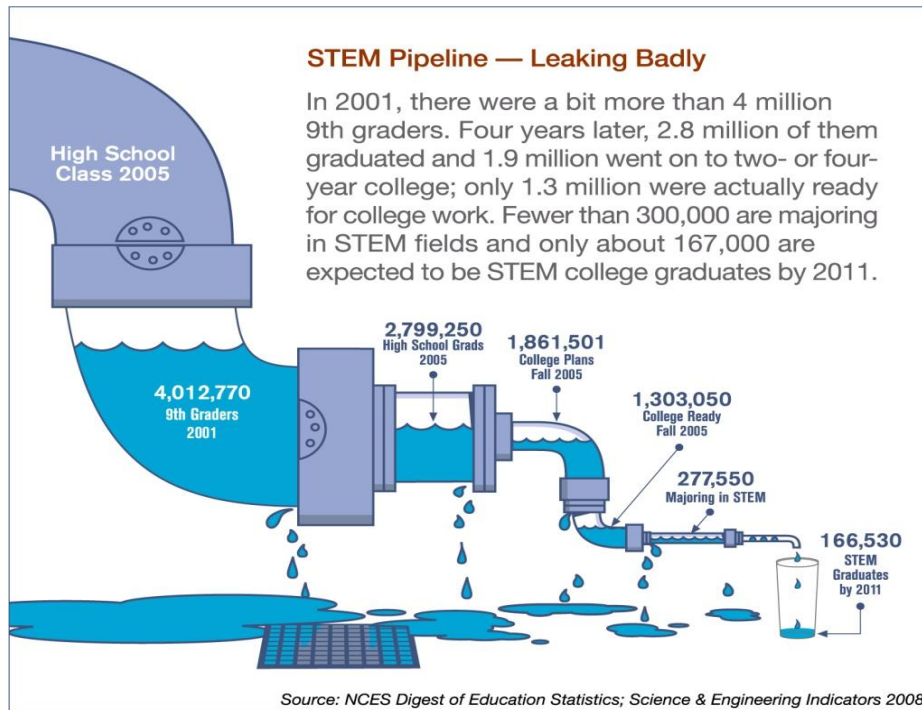 STEM Pipeline — Leaking Badly
In 2001, there were a bit more than 4 million
9th graders. Four years later, 2.8 million of them
graduated and 1.9 million went on to two- or four-
year college; only 1.3 million were actually ready
for college work. Fewer than 300,000 are majoring
in STEM fields and only about 167,000 are
expected to be STEM college graduates by 2011.
High School
Class 2005
4,012,770
9th Graders
2001
2,799,250
High School Grads
2005
1,861,501
College Plans
Fall 2005
1,303,050
College Ready
Fall 2005
277,550
Majoring in STEM
166,530
STEM
Graduates
by 2011
Source: NCES Digest of Education Statistics; Science & Engineering Indicators 2008